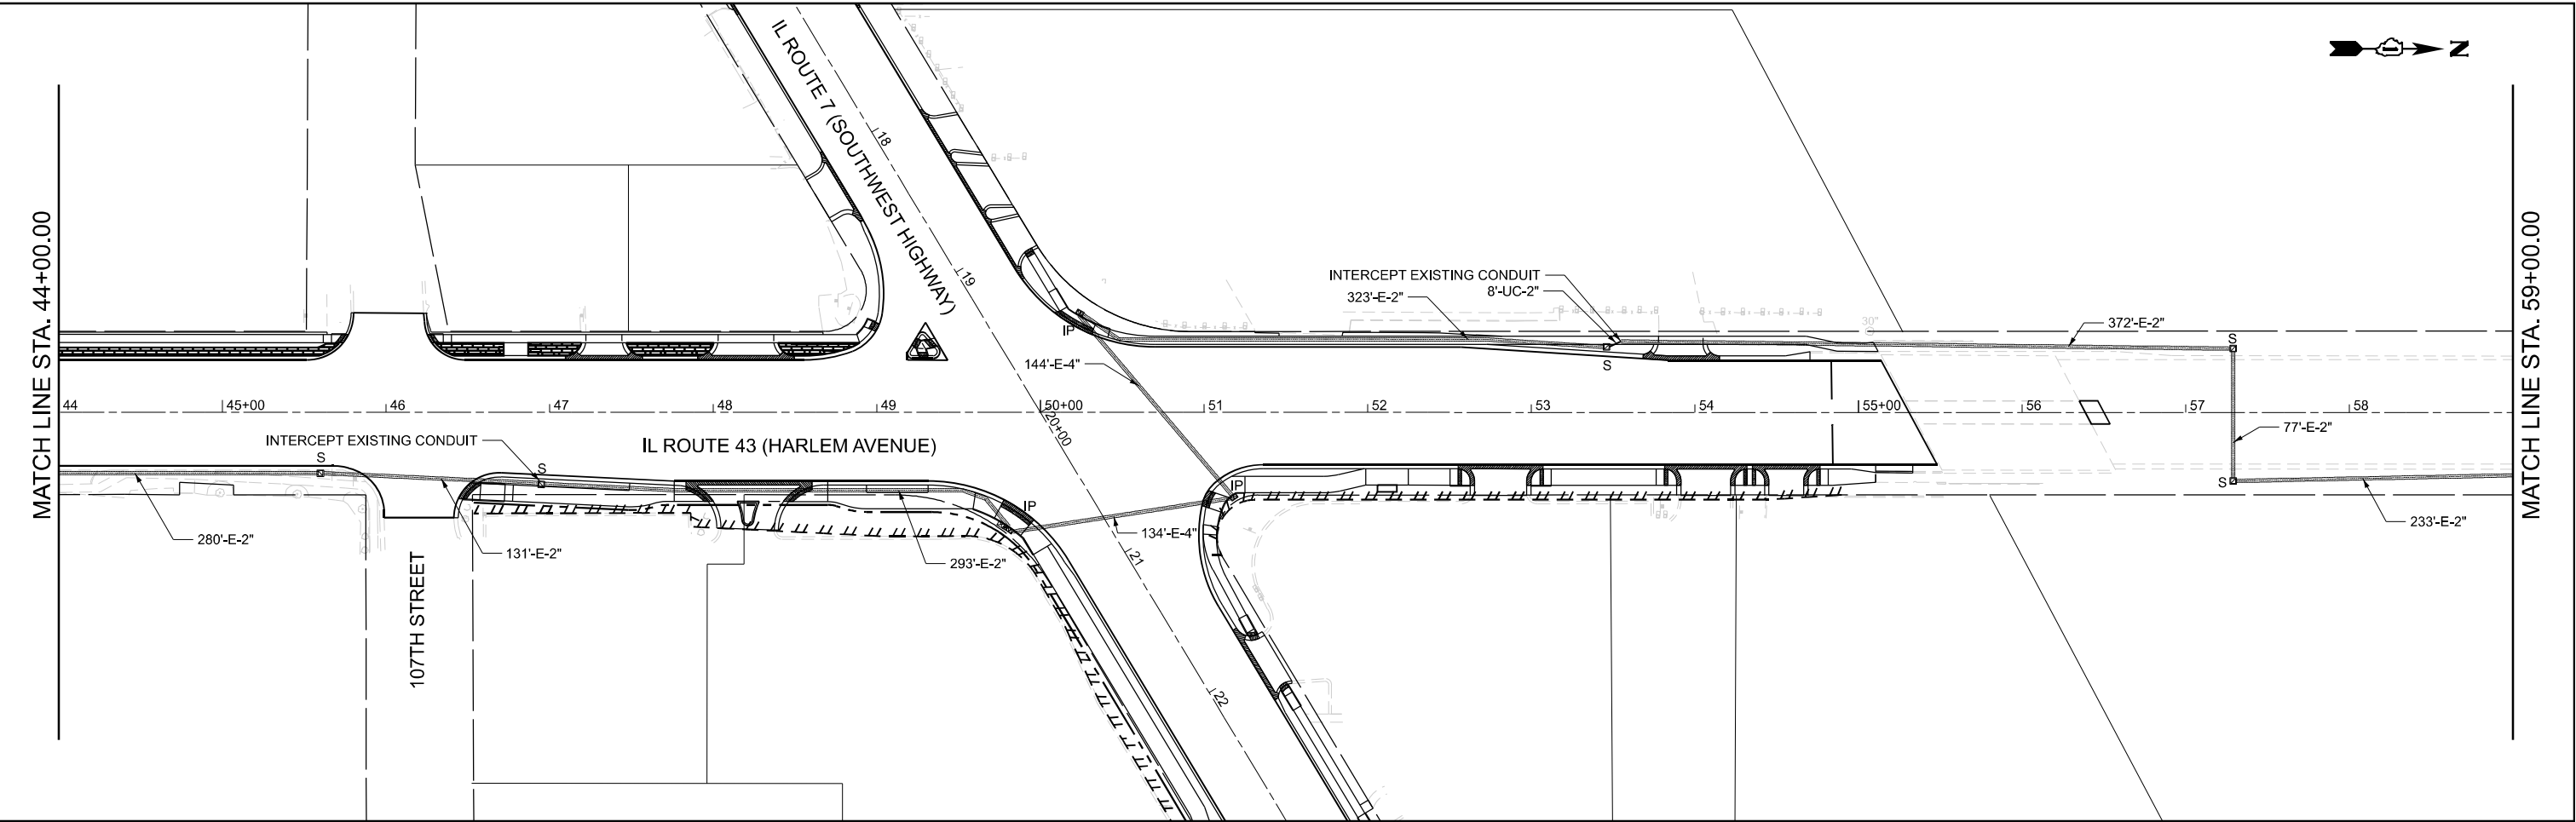 MATCH LINE STA. 44+00.00
MATCH LINE STA. 59+00.00
N
IL ROUTE 7 (SOUTHWEST HIGHWAY)
18
19
20+00
21
22
INTERCEPT EXISTING CONDUIT
323'-E-2"
8'-UC-2"
30"
372'-E-2"
IP
S
S
144'-E-4"
44
45+00
46
47
48
49
50+00
51
52
53
54
55+00
56
57
58
77'-E-2"
INTERCEPT EXISTING CONDUIT
IL ROUTE 43 (HARLEM AVENUE)
S
S
IP
IP
S
280'-E-2"
131'-E-2"
293'-E-2"
134'-E-4"
233'-E-2"
107TH STREET